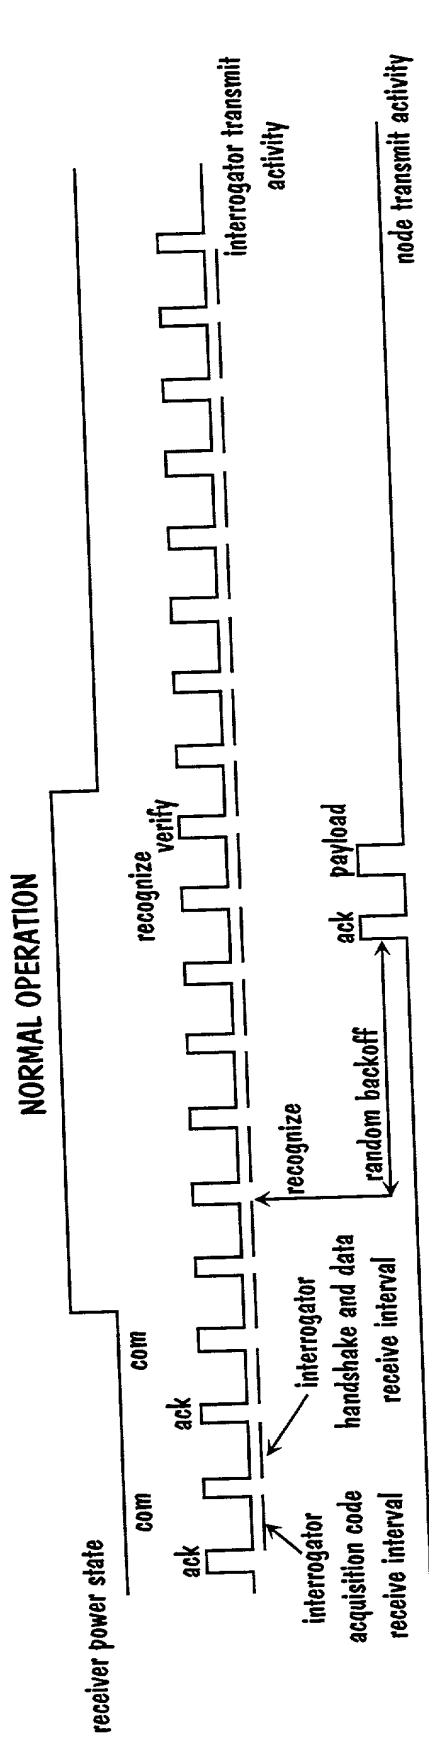 NORMAL OPERATION
receiver power state
com
com
ack
ack
recognize
verify
interrogator transmit
activity
interrogator
acquisition code
receive interval
interrogator
handshake and data
receive interval
recognize
random backoff
ack
payload
node transmit activity